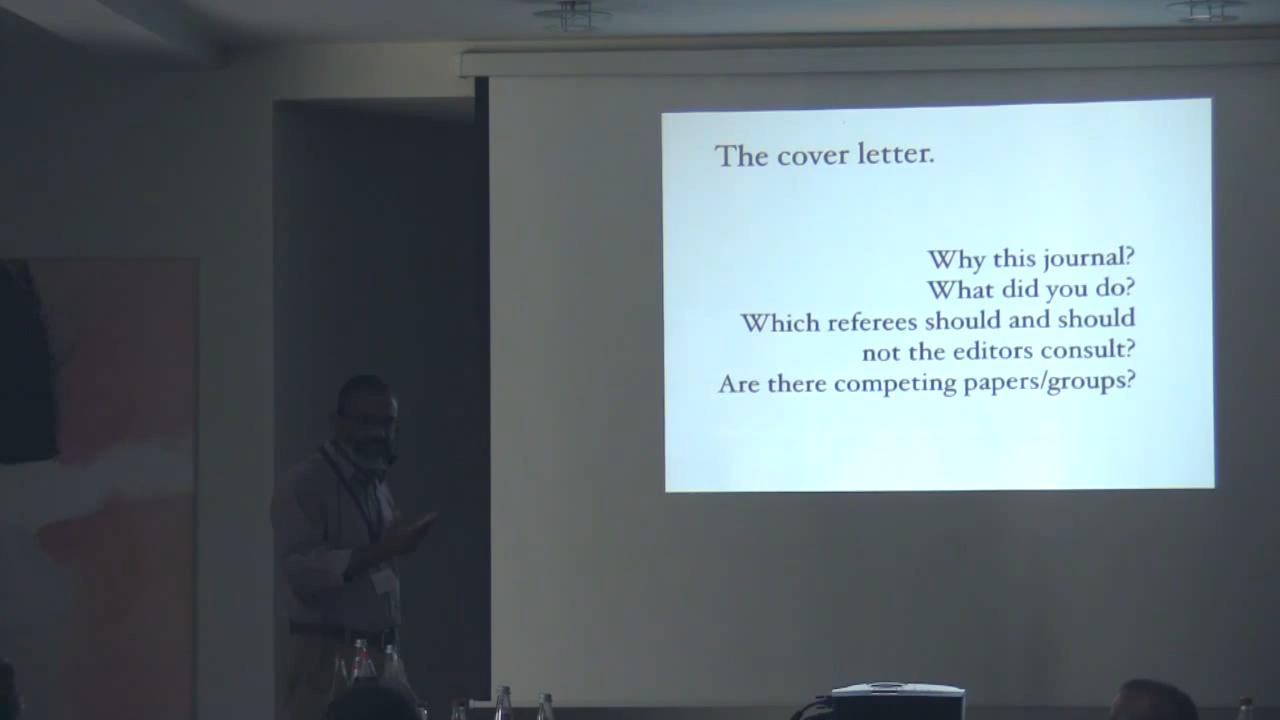 The cover letter.
Why this journal?
What did you do?
Which referees should and should
not the editors consult?
Are there competing papers/groups?